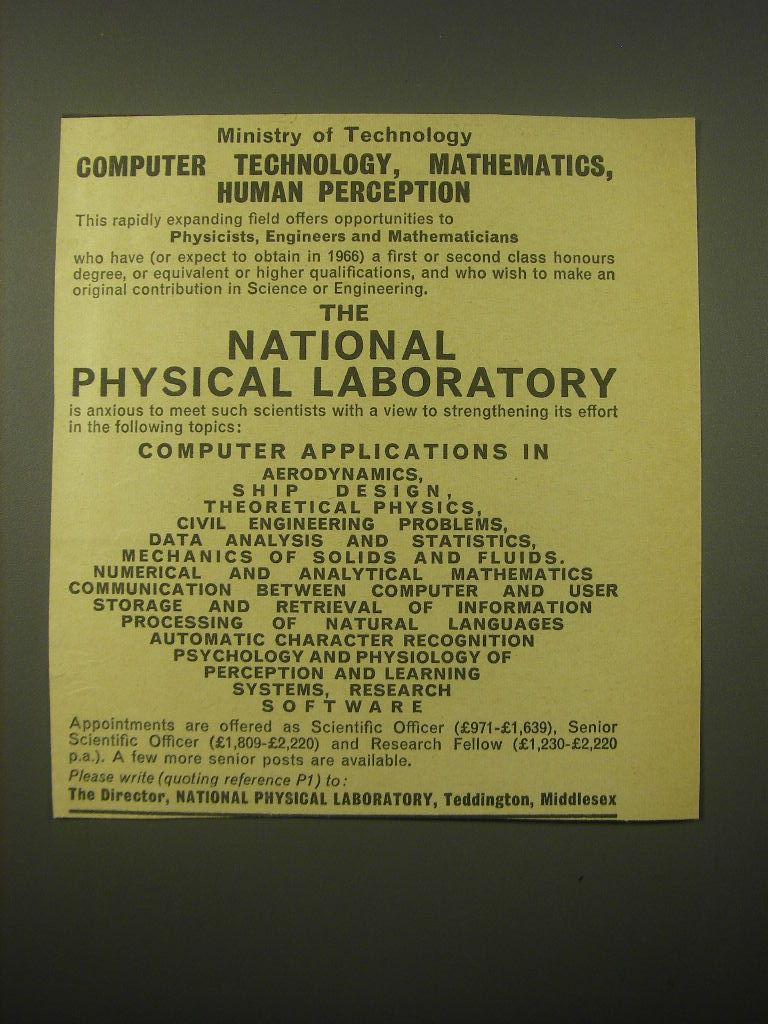 Ministry of Technology
COMPUTER TECHNOLOGY, MATHEMATICS,
HUMAN PERCEPTION
This rapidly expanding field offers opportunities to
Physicists, Engineers and Mathematicians
who have (or expect to obtain in 1966) a first or second class honours
degree, or equivalent or higher qualifications, and who wish to make an
original contribution in Science or Engineering.
THE
NATIONAL
PHYSICAL LABORATORY
is anxious to meet such scientists with a view to strengthening its effort
in the following topics:
COMPUTER APPLICATIONS IN
AERODYNAMICS,
SHIP DESIGN,
THEORETICAL PHYSICS,
CIVIL ENGINEERING PROBLEMS,
DATA ANALYSIS AND STATISTICS,
MECHANICS OF SOLIDS AND FLUIDS.
NUMERICAL AND ANALYTICAL MATHEMATICS
COMMUNICATION BETWEEN COMPUTER AND USER
STORAGE AND RETRIEVAL OF INFORMATION
PROCESSING OF NATURAL LANGUAGES
AUTOMATIC CHARACTER RECOGNITION
PSYCHOLOGY AND PHYSIOLOGY OF
PERCEPTION AND LEARNING
SYSTEMS, RESEARCH
SOFTWARE
Appointments are offered as Scientific Officer (£971-£1,639), Senior
Scientific Officer (£1,809-£2,220) and Research Fellow (£1,230-£2,220
p.a.). A few more senior posts are available.
Please write (quoting reference P1) to:
The Director, NATIONAL PHYSICAL LABORATORY, Teddington, Middlesex